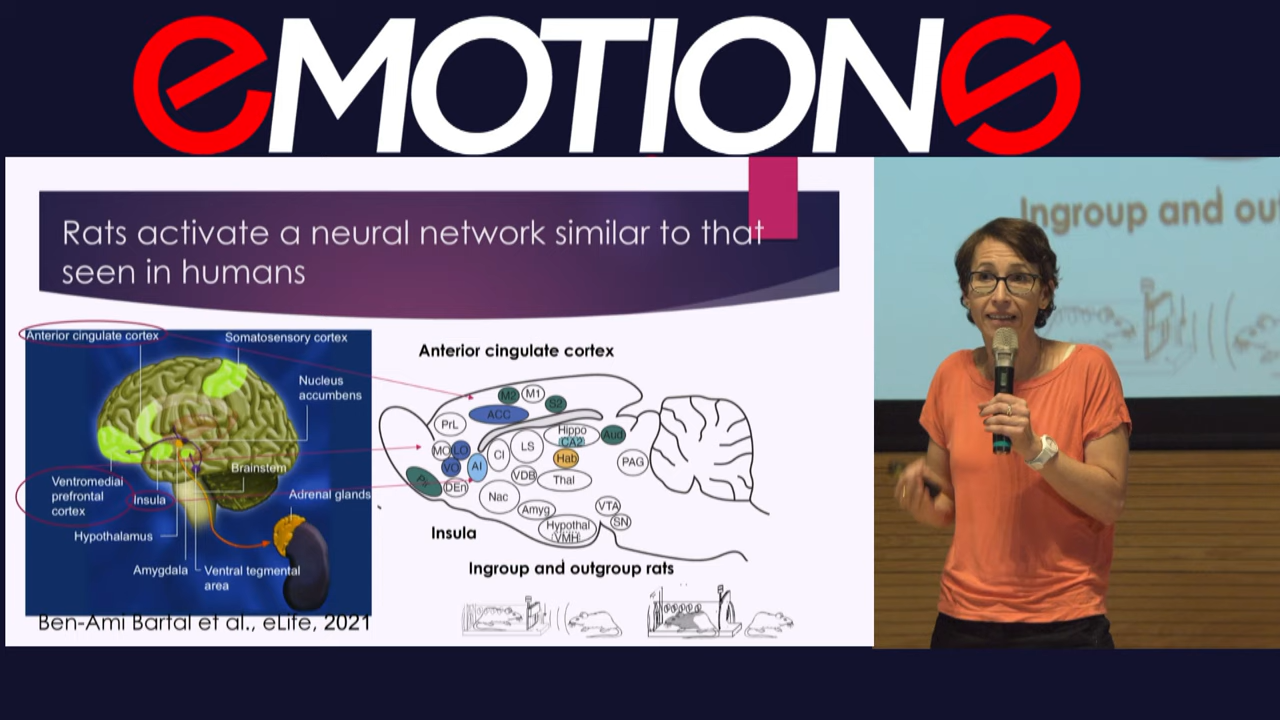 eMOTIONS
Rats activate a neural network similar to that
seen in humans
Anterior cingulate cortex
Somatosensory cortex
Nucleus
accumbens
Brainstem
Adrenal glands
Ventromedial
prefrontal
cortex
Insula
Hypothalamus
Amygdala
Ventral tegmental
area
Ben-Ami Bartal et al., eLife, 2021
Anterior cingulate cortex
M2
M1
S2
ACC
PrL
Hippo
CA2
Aud
MO
LO
VO
AI
Cl
LS
Hab
PAG
Pir
DEn
VDB
Thal
Nac
Amyg
VTA
SN
Hypothal
VMH
Insula
Ingroup and outgroup rats
Ingroup and ou